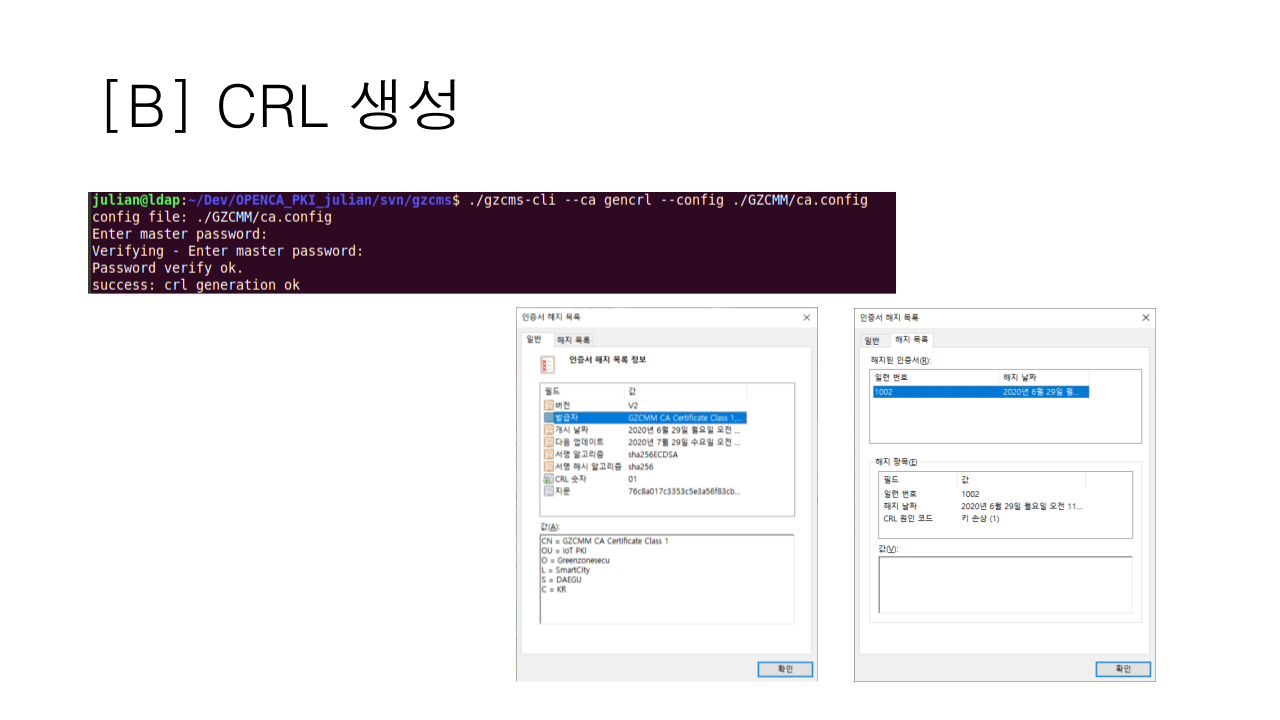 [B] CRL 생성
julian@ldap:~/Dev/OPENCA_PKI_julian/svn/gzcms$ ./gzcms-cli --ca gencrl --config ./GZCMM/ca.config
config file: ./GZCMM/ca.config
Enter master password:
Verifying - Enter master password:
Password verify ok.
success: crl generation ok
인증서 해지 목록
일반 해지 목록
인증서 해지 목록 정보
필드 값
버전 V2
발급자 GZCMM CA Certificate Class 1,...
개시 날짜 2020년 6월 29일 월요일 오전 ...
다음 업데이트 2020년 7월 29일 수요일 오전 ...
서명 알고리즘 sha256ECDSA
서명 해시 알고리즘 sha256
CRL 숫자 01
지문 76c8a017c3353c5e3a56f83cb...
값(A):
CN = GZCMM CA Certificate Class 1
OU = IoT PKI
O = Greenzonesecu
L = SmartCity
S = DAEGU
C = KR
확인
인증서 해지 목록
일반 해지 목록
해지된 인증서(R):
일련 번호 해지 날짜
1002 2020년 6월 29일 월...
해지 항목(E)
필드 값
일련 번호 1002
해지 날짜 2020년 6월 29일 월요일 오전 11...
CRL 원인 코드 키 손상 (1)
값(V):
확인